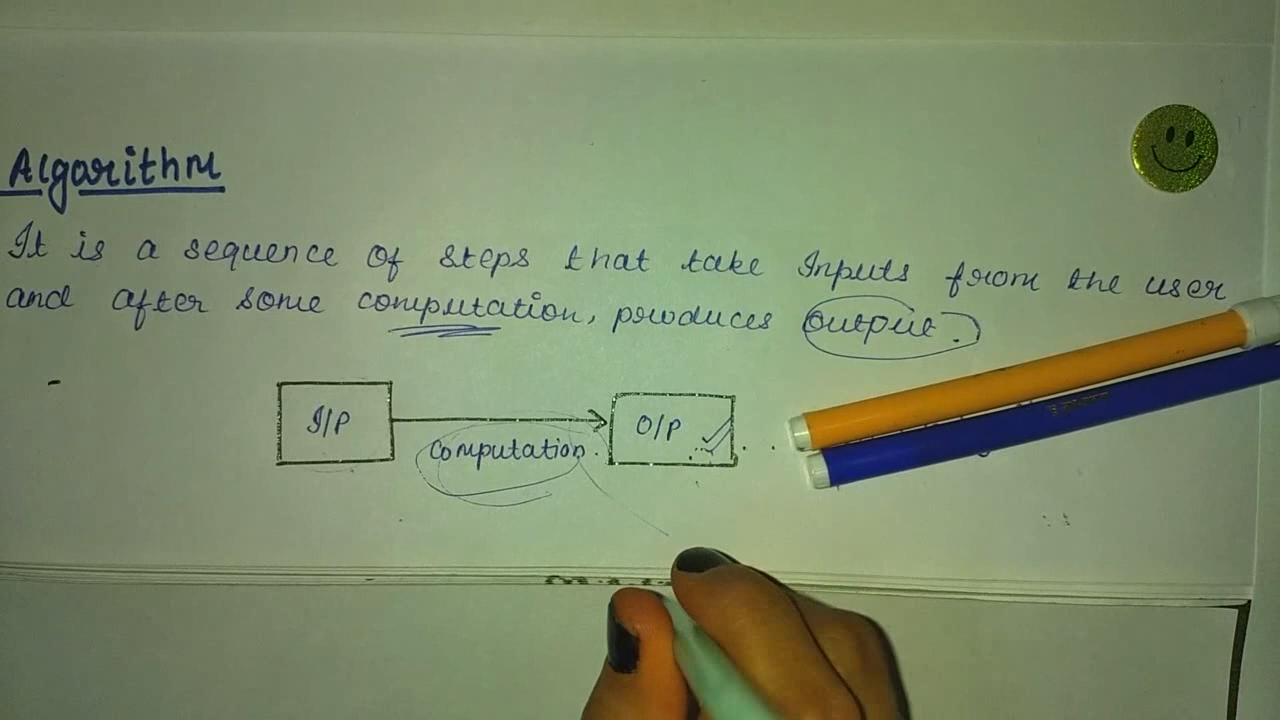 Algorithm
It is a sequence of steps that take Inputs from the user
and after some computation, produces output.
I/P
O/P
Computation.